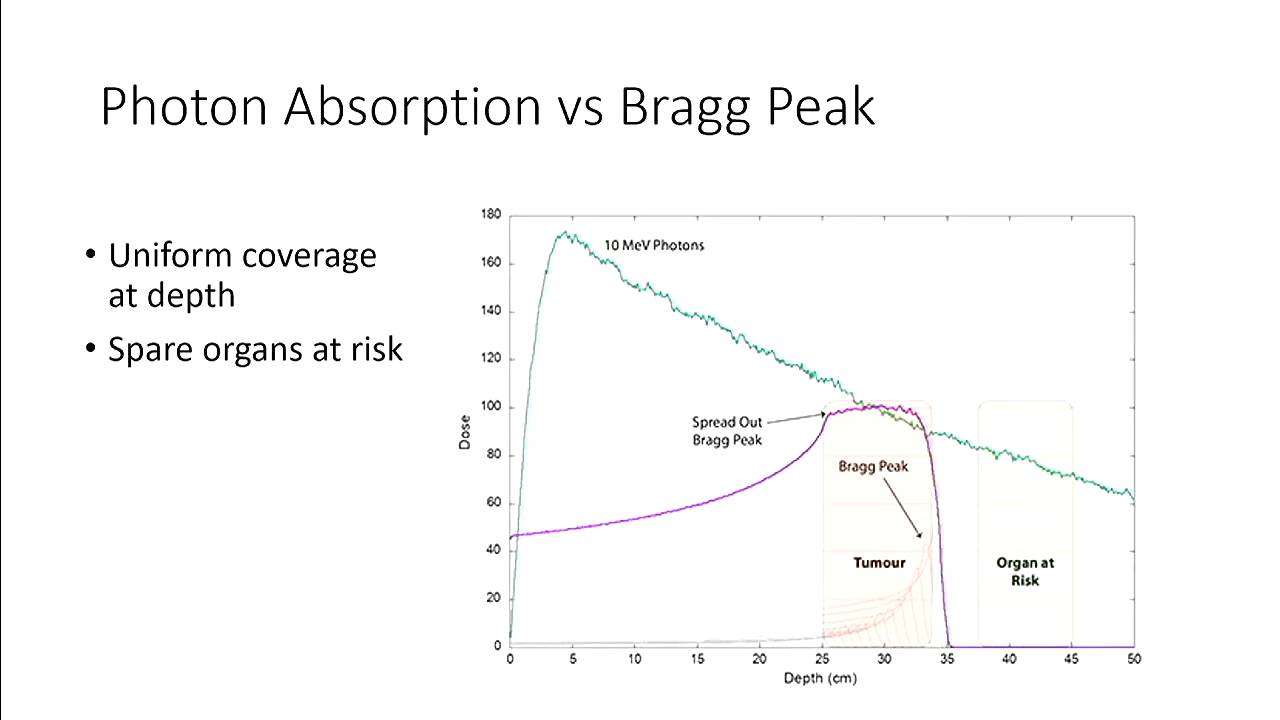 Photon Absorption vs Bragg Peak
• Uniform coverage
at depth
• Spare organs at risk
180
160
140
120
100
80
60
40
20
0
Dose
10 MeV Photons
Spread Out
Bragg Peak
Bragg Peak
Tumour
Organ at
Risk
0 5 10 15 20 25 30 35 40 45 50
Depth (cm)